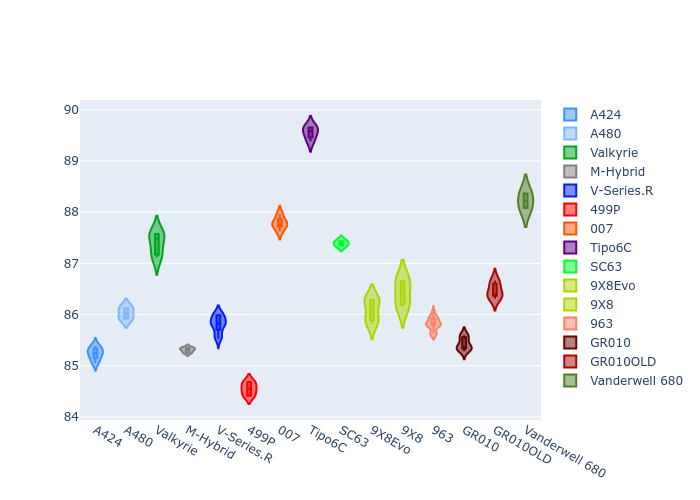 90
89
88
87
86
85
84
A424
A480
Valkyrie
M-Hybrid
V-Series.R
499P
007
Tipo6C
SC63
9X8Evo
9X8
963
GR010
GR010OLD
Vanderwell 680
A424
A480
Valkyrie
M-Hybrid
V-Series.R
499P
007
Tipo6C
SC63
9X8Evo
9X8
963
GR010
GR010OLD
Vanderwell 680